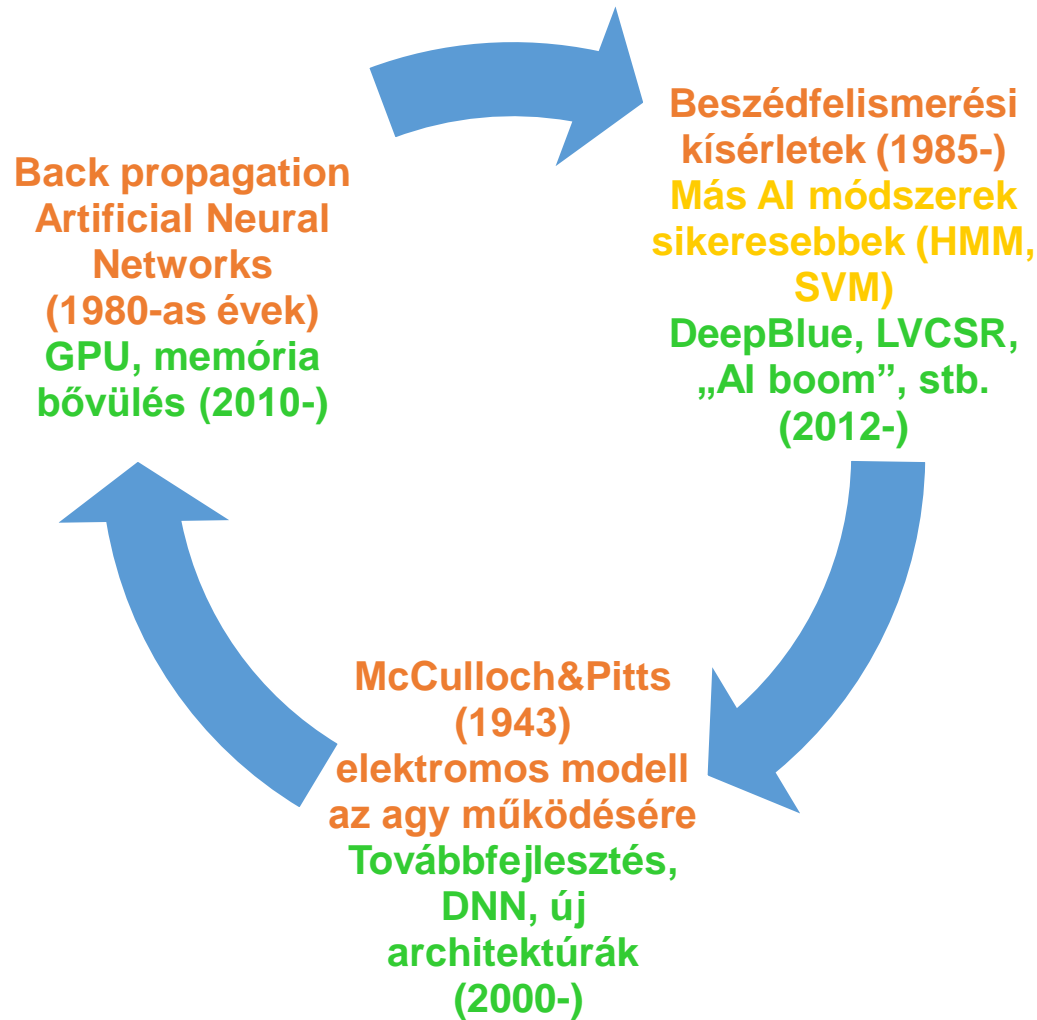 Back propagation
Artificial Neural
Networks
(1980-as évek)
GPU, memória
bővülés (2010-)
Beszédfelismerési
kísérletek (1985-)
Más AI módszerek
sikeresebbek (HMM,
SVM)
DeepBlue, LVCSR,
„AI boom”, stb.
(2012-)
McCulloch&Pitts
(1943)
elektromos modell
az agy működésére
Továbbfejlesztés,
DNN, új
architektúrák
(2000-)